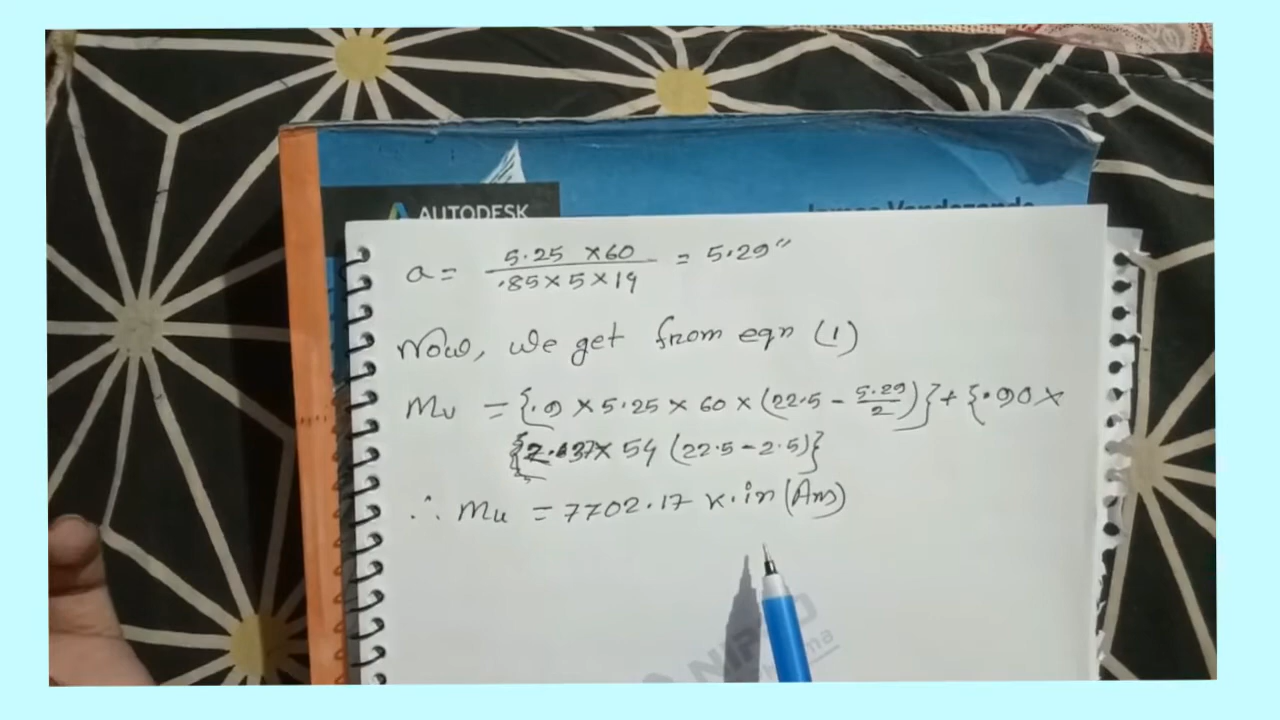 AUTODESK
a = 5.25 ×60 / .85×5×14 = 5.29"
Now, we get from eqn (1)
Mu = {.9 × 5.25 × 60 × (22.5 - 5.29/2)} + {.90 ×
{2.637× 54 (22.5-2.5)}
∴ Mu = 7702.17 k.in (Ans)